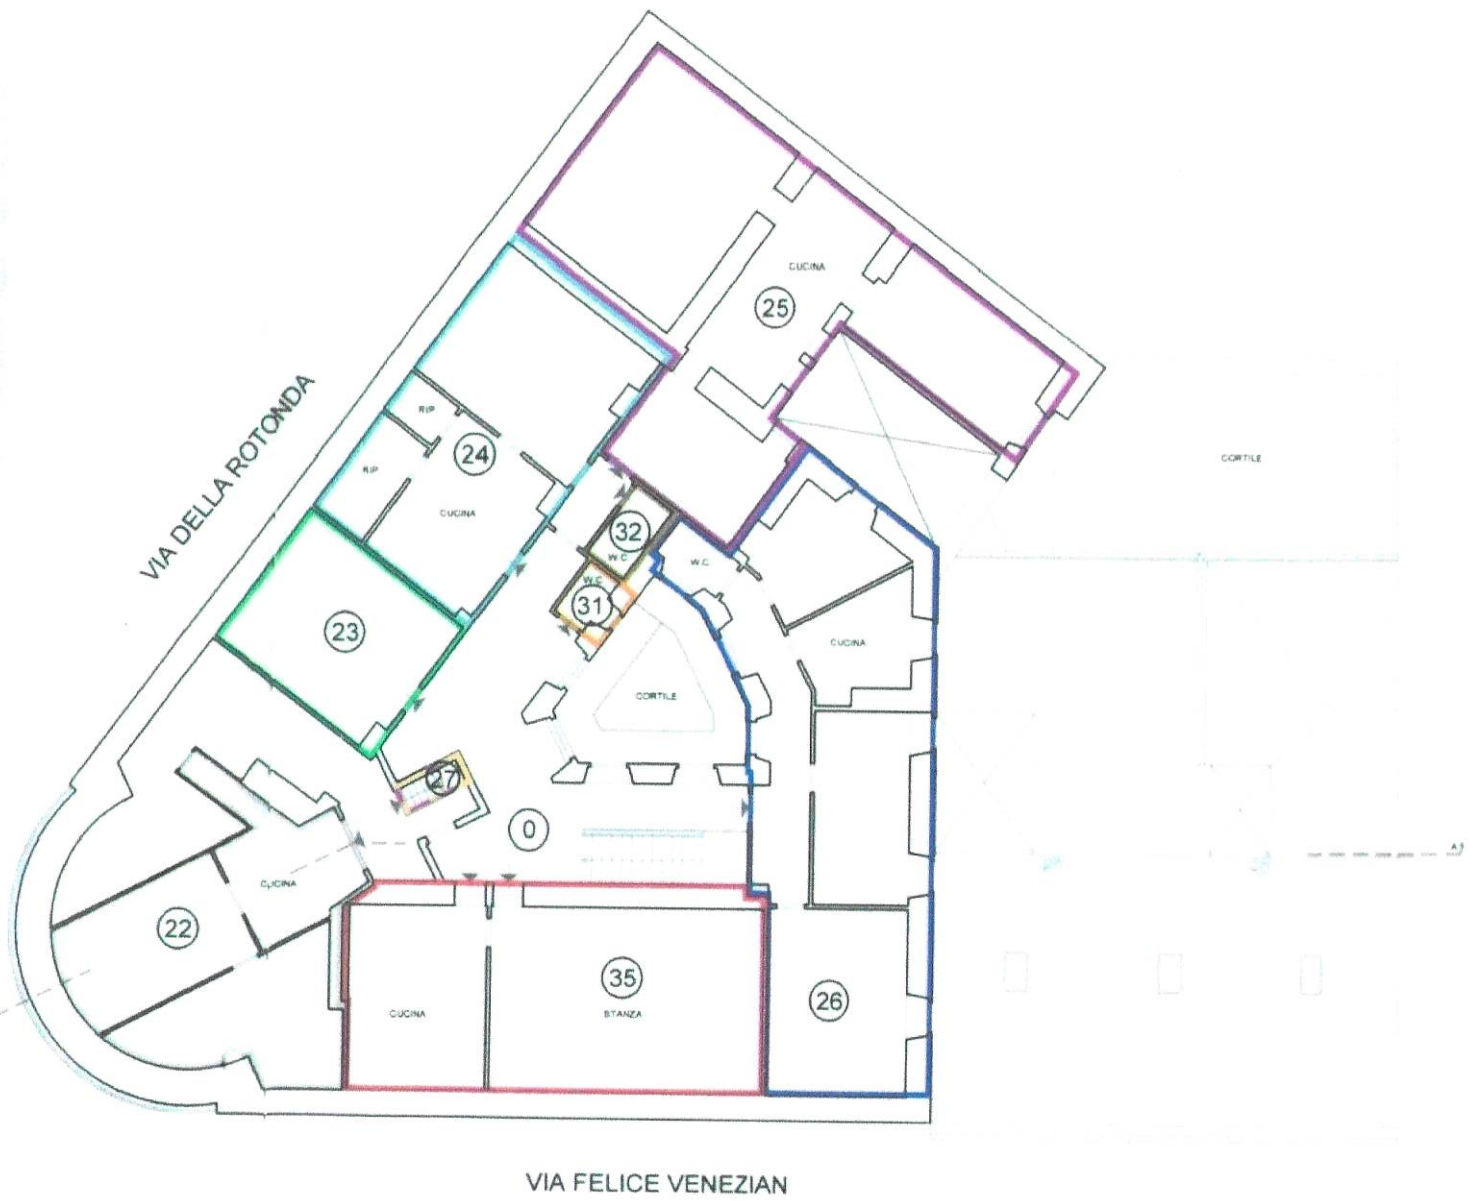 CUCINA
25
VIA DELLA ROTONDA
RIP
24
RIP
CUCINA
CORTILE
32
W.C.
W.C.
W.C.
31
23
CUCINA
CORTILE
27
0
CUCINA
22
35
CUCINA
STANZA
26
VIA FELICE VENEZIAN